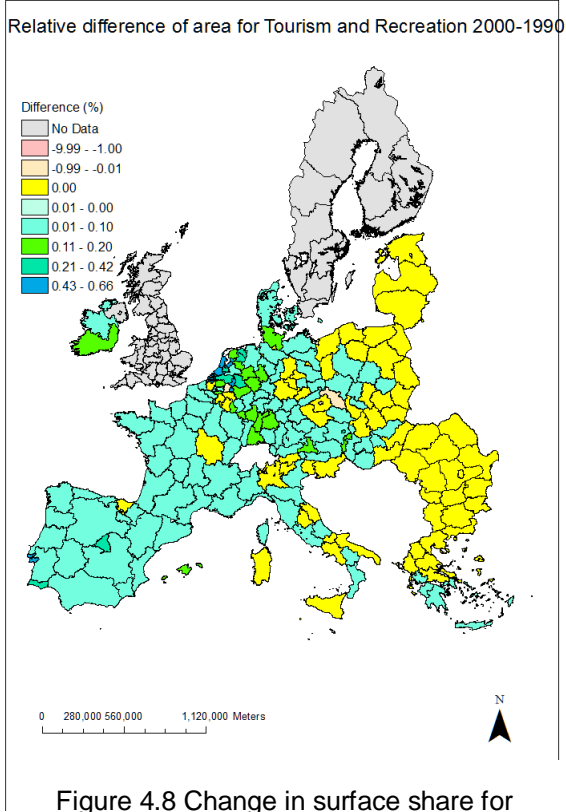 Relative difference of area for Tourism and Recreation 2000-1990
Difference (%)
No Data
-9.99 - -1.00
-0.99 - -0.01
0.00
0.01 - 0.00
0.01 - 0.10
0.11 - 0.20
0.21 - 0.42
0.43 - 0.66
N
0 280,000 560,000 1,120,000 Meters
Figure 4.8 Change in surface share for